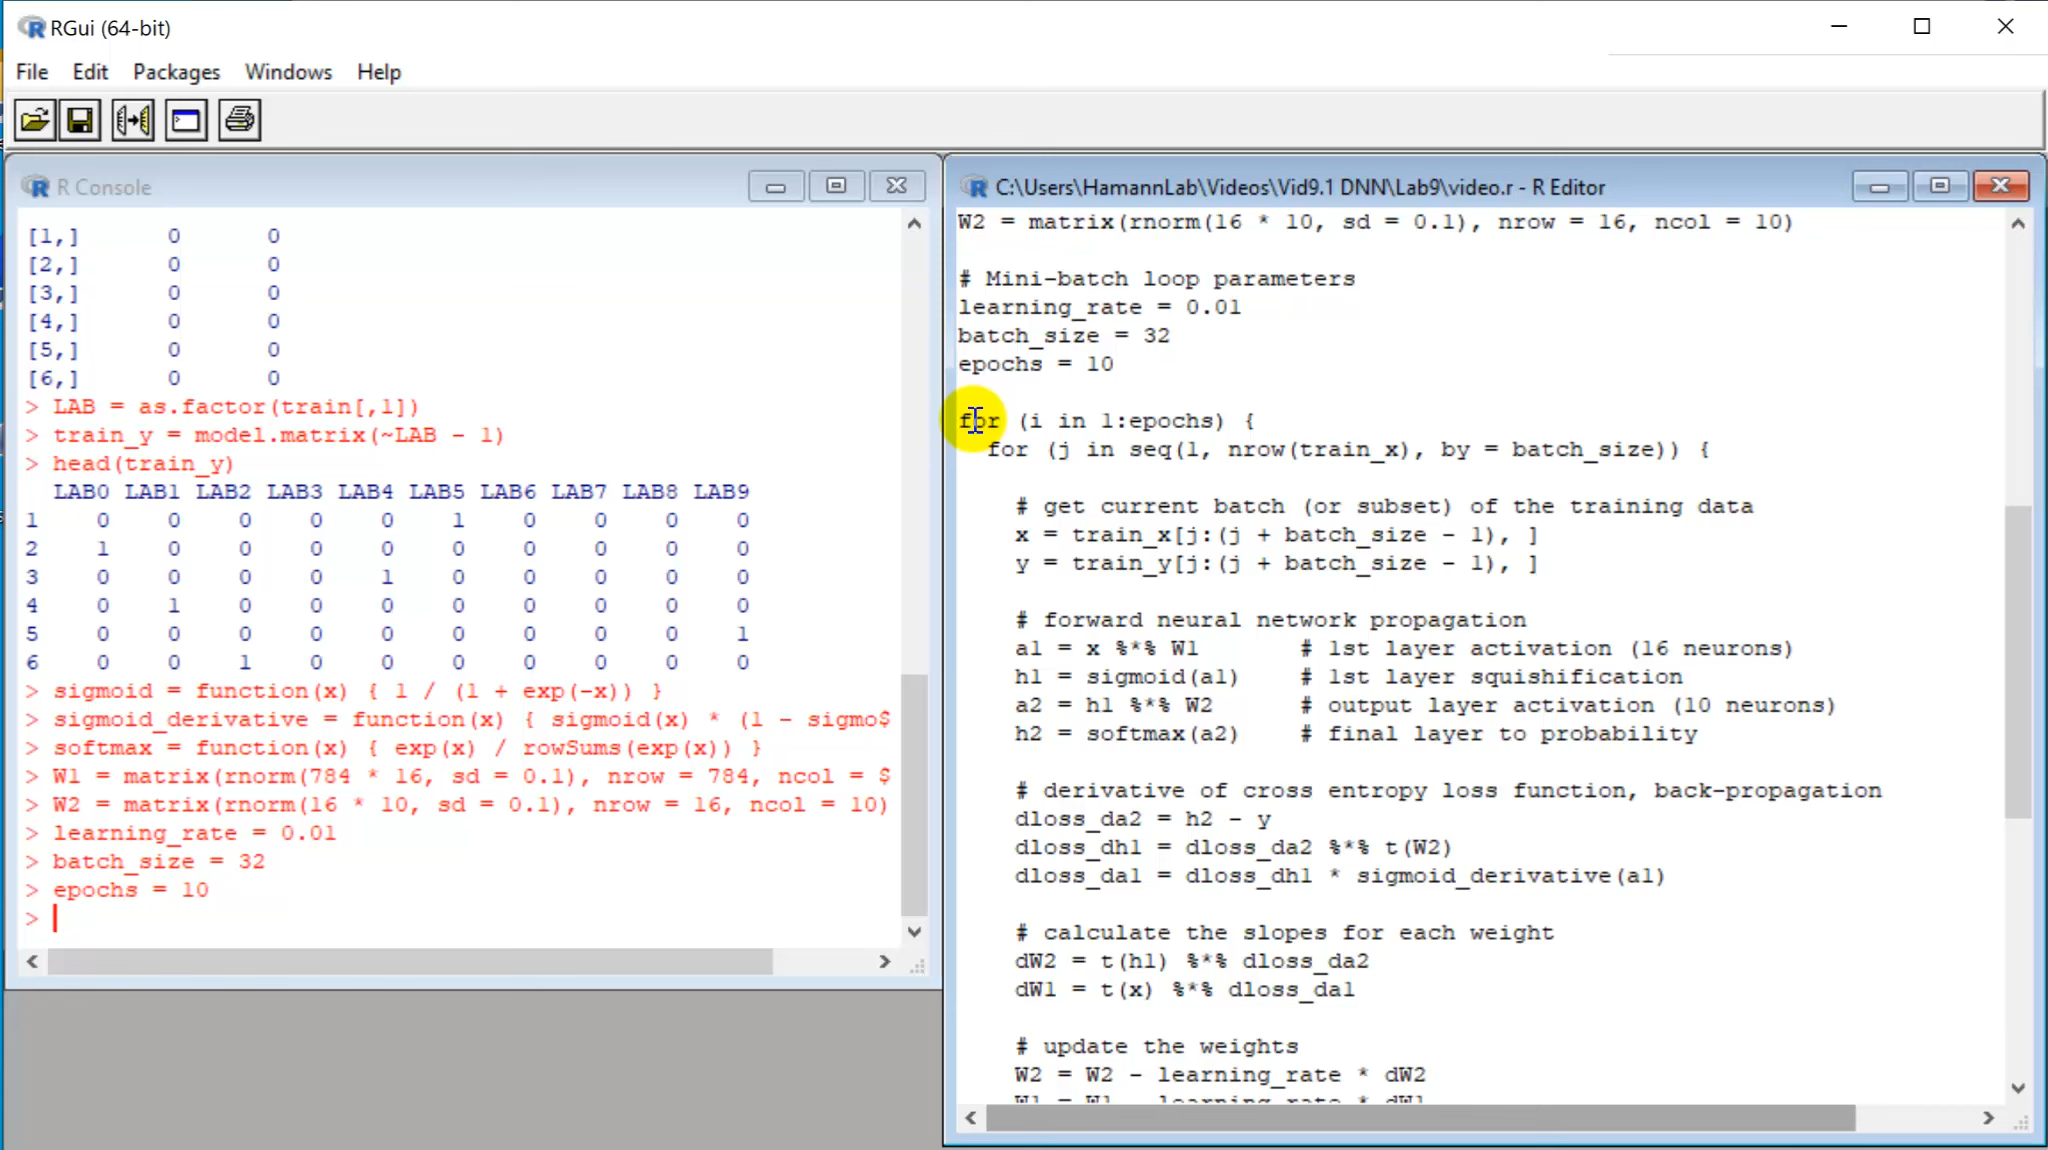 RGui (64-bit)
File Edit Packages Windows Help
R Console
[1,] 0 0
[2,] 0 0
[3,] 0 0
[4,] 0 0
[5,] 0 0
[6,] 0 0
> LAB = as.factor(train[,1])
> train_y = model.matrix(~LAB - 1)
> head(train_y)
LAB0 LAB1 LAB2 LAB3 LAB4 LAB5 LAB6 LAB7 LAB8 LAB9
1 0 0 0 0 0 1 0 0 0 0
2 1 0 0 0 0 0 0 0 0 0
3 0 0 0 0 1 0 0 0 0 0
4 0 1 0 0 0 0 0 0 0 0
5 0 0 0 0 0 0 0 0 0 1
6 0 0 1 0 0 0 0 0 0 0
> sigmoid = function(x) { 1 / (1 + exp(-x)) }
> sigmoid_derivative = function(x) { sigmoid(x) * (1 - sigmo$
> softmax = function(x) { exp(x) / rowSums(exp(x)) }
> W1 = matrix(rnorm(784 * 16, sd = 0.1), nrow = 784, ncol = $
> W2 = matrix(rnorm(16 * 10, sd = 0.1), nrow = 16, ncol = 10)
> learning_rate = 0.01
> batch_size = 32
> epochs = 10
>
C:\Users\HamannLab\Videos\Vid9.1 DNN\Lab9\video.r - R Editor
W2 = matrix(rnorm(16 * 10, sd = 0.1), nrow = 16, ncol = 10)
# Mini-batch loop parameters
learning_rate = 0.01
batch_size = 32
epochs = 10
for (i in 1:epochs) {
for (j in seq(1, nrow(train_x), by = batch_size)) {
# get current batch (or subset) of the training data
x = train_x[j:(j + batch_size - 1), ]
y = train_y[j:(j + batch_size - 1), ]
# forward neural network propagation
a1 = x %*% W1 # 1st layer activation (16 neurons)
h1 = sigmoid(a1) # 1st layer squishification
a2 = h1 %*% W2 # output layer activation (10 neurons)
h2 = softmax(a2) # final layer to probability
# derivative of cross entropy loss function, back-propagation
dloss_da2 = h2 - y
dloss_dh1 = dloss_da2 %*% t(W2)
dloss_da1 = dloss_dh1 * sigmoid_derivative(a1)
# calculate the slopes for each weight
dW2 = t(h1) %*% dloss_da2
dW1 = t(x) %*% dloss_da1
# update the weights
W2 = W2 - learning_rate * dW2
W1 = W1 - learning_rate * dW1